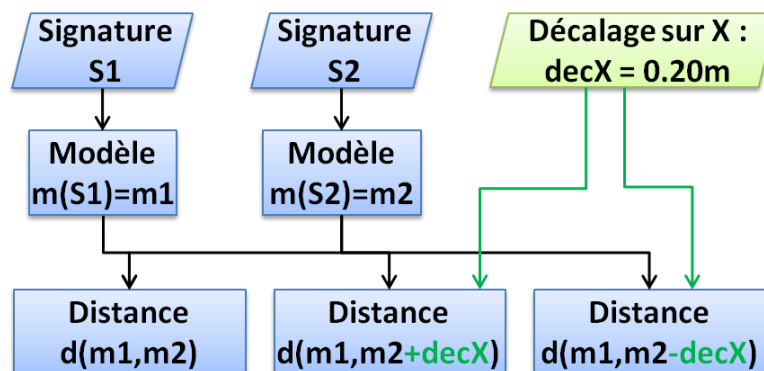 Signature
S1
Signature
S2
Décalage sur X :
decX = 0.20m
Modèle
m(S1)=m1
Modèle
m(S2)=m2
Distance
d(m1,m2)
Distance
d(m1,m2+decX)
Distance
d(m1,m2-decX)